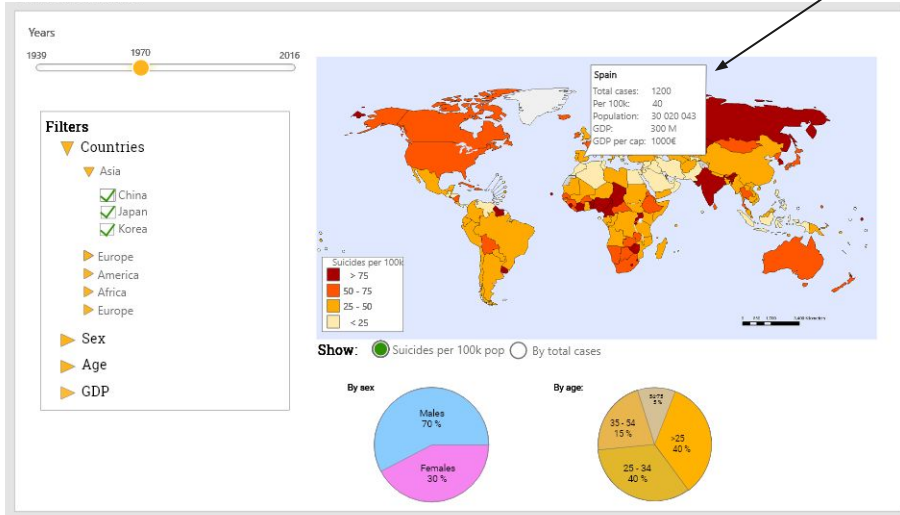 Years
1939
1970
2016
Filters
Countries
Asia
China
Japan
Korea
Europe
America
Africa
Europe
Sex
Age
GDP
Spain
Total cases: 1200
Per 100k: 40
Population: 30 020 043
GDP: 300 M
GDP per cap: 1000€
Suicides per 100k
> 75
50 - 75
25 - 50
< 25
Show: Suicides per 100k pop By total cases
By sex
Males
70 %
Females
30 %
By age:
5 %
35 - 54
15 %
>25
40 %
25 - 34
40 %